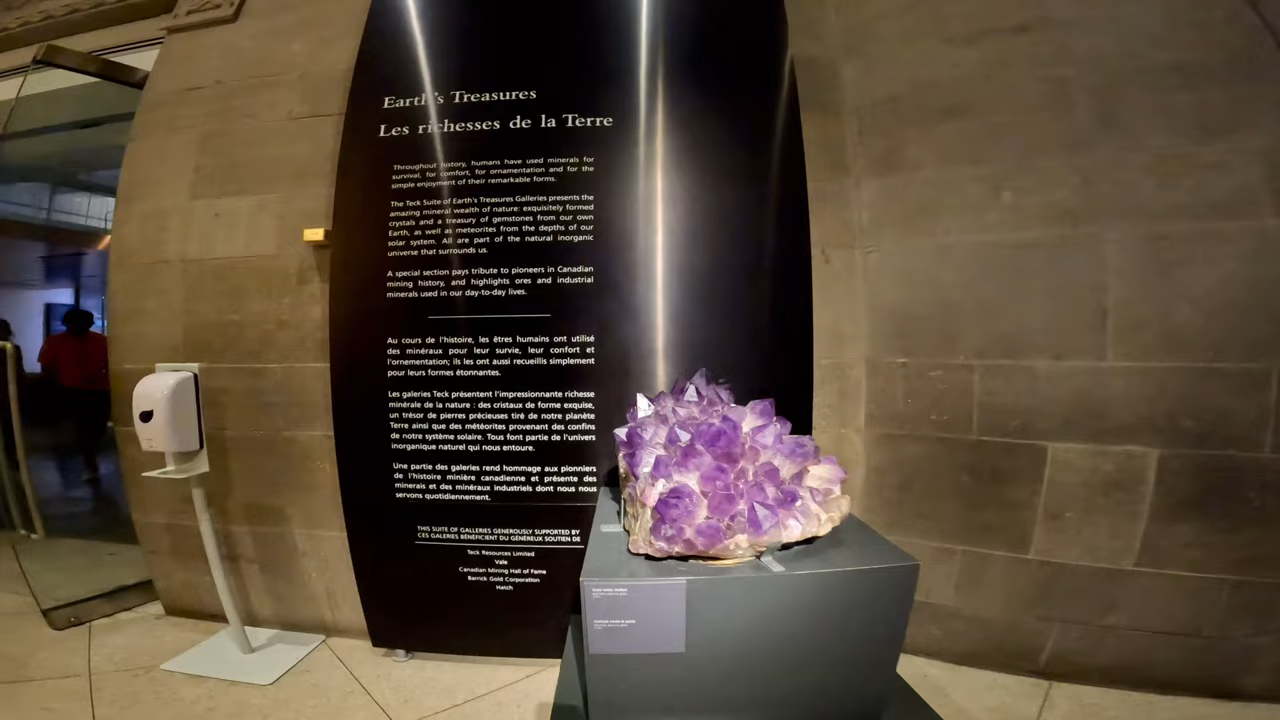 Earth's Treasures
Les richesses de la Terre
Throughout history, humans have used minerals for
survival, for comfort, for ornamentation and for the
simple enjoyment of their remarkable forms.
The Teck Suite of Earth's Treasures Galleries presents the
amazing mineral wealth of nature: exquisitely formed
crystals and a treasury of gemstones from our own
Earth, as well as meteorites from the depths of our
solar system. All are part of the natural inorganic
universe that surrounds us.
A special section pays tribute to pioneers in Canadian
mining history, and highlights ores and industrial
minerals used in our day-to-day lives.
Au cours de l'histoire, les êtres humains ont utilisé
des minéraux pour leur survie, leur confort et
l'ornementation; ils les ont aussi recueillis simplement
pour leurs formes étonnantes.
Les galeries Teck présentent l'impressionnante richesse
minérale de la nature : des cristaux de forme exquise,
un trésor de pierres précieuses tiré de notre planète
Terre ainsi que des météorites provenant des confins
de notre système solaire. Tous font partie de l'univers
inorganique naturel qui nous entoure.
Une partie des galeries rend hommage aux pionniers
de l'histoire minière canadienne et présente des
minerais et des minéraux industriels dont nous nous
servons quotidiennement.
THIS SUITE OF GALLERIES GENEROUSLY SUPPORTED BY
CES GALERIES BÉNÉFICIENT DU GÉNÉREUX SOUTIEN DE
Teck Resources Limited
Vale
Canadian Mining Hall of Fame
Barrick Gold Corporation
Hatch